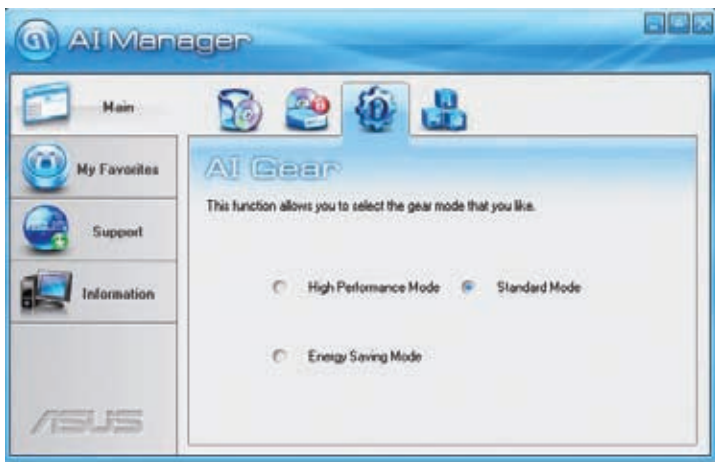 AI Manager
Main
My Favorites
Support
Information
ASUS
AI Gear
This function allows you to select the gear mode that you like.
High Performance Mode
Standard Mode
Energy Saving Mode